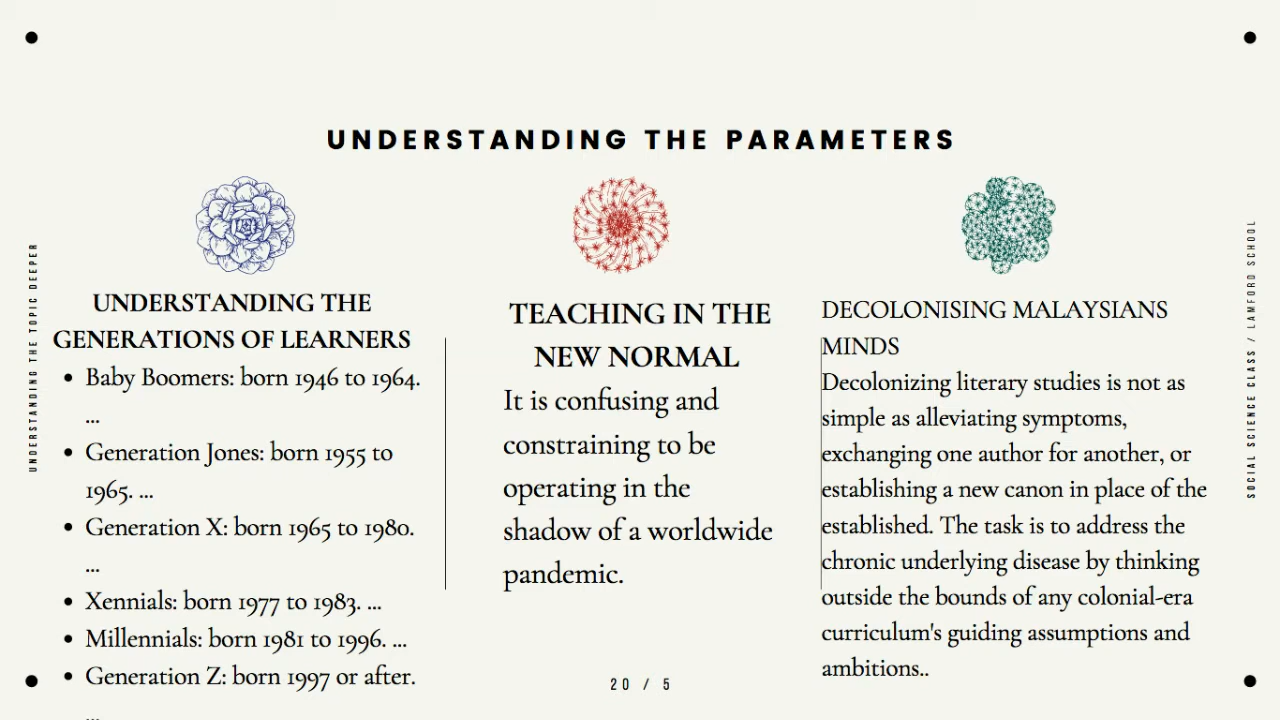 UNDERSTANDING THE PARAMETERS
UNDERSTANDING THE
GENERATIONS OF LEARNERS
• Baby Boomers: born 1946 to 1964.
...
• Generation Jones: born 1955 to
1965. ...
• Generation X: born 1965 to 1980.
...
• Xennials: born 1977 to 1983. ...
• Millennials: born 1981 to 1996. ...
• Generation Z: born 1997 or after.
...
TEACHING IN THE
NEW NORMAL
It is confusing and
constraining to be
operating in the
shadow of a worldwide
pandemic.
DECOLONISING MALAYSIANS
MINDS
Decolonizing literary studies is not as
simple as alleviating symptoms,
exchanging one author for another, or
establishing a new canon in place of the
established. The task is to address the
chronic underlying disease by thinking
outside the bounds of any colonial-era
curriculum's guiding assumptions and
ambitions..
UNDERSTANDING THE TOPIC DEEPER
SOCIAL SCIENCE CLASS / LAMFORD SCHOOL
20 / 5